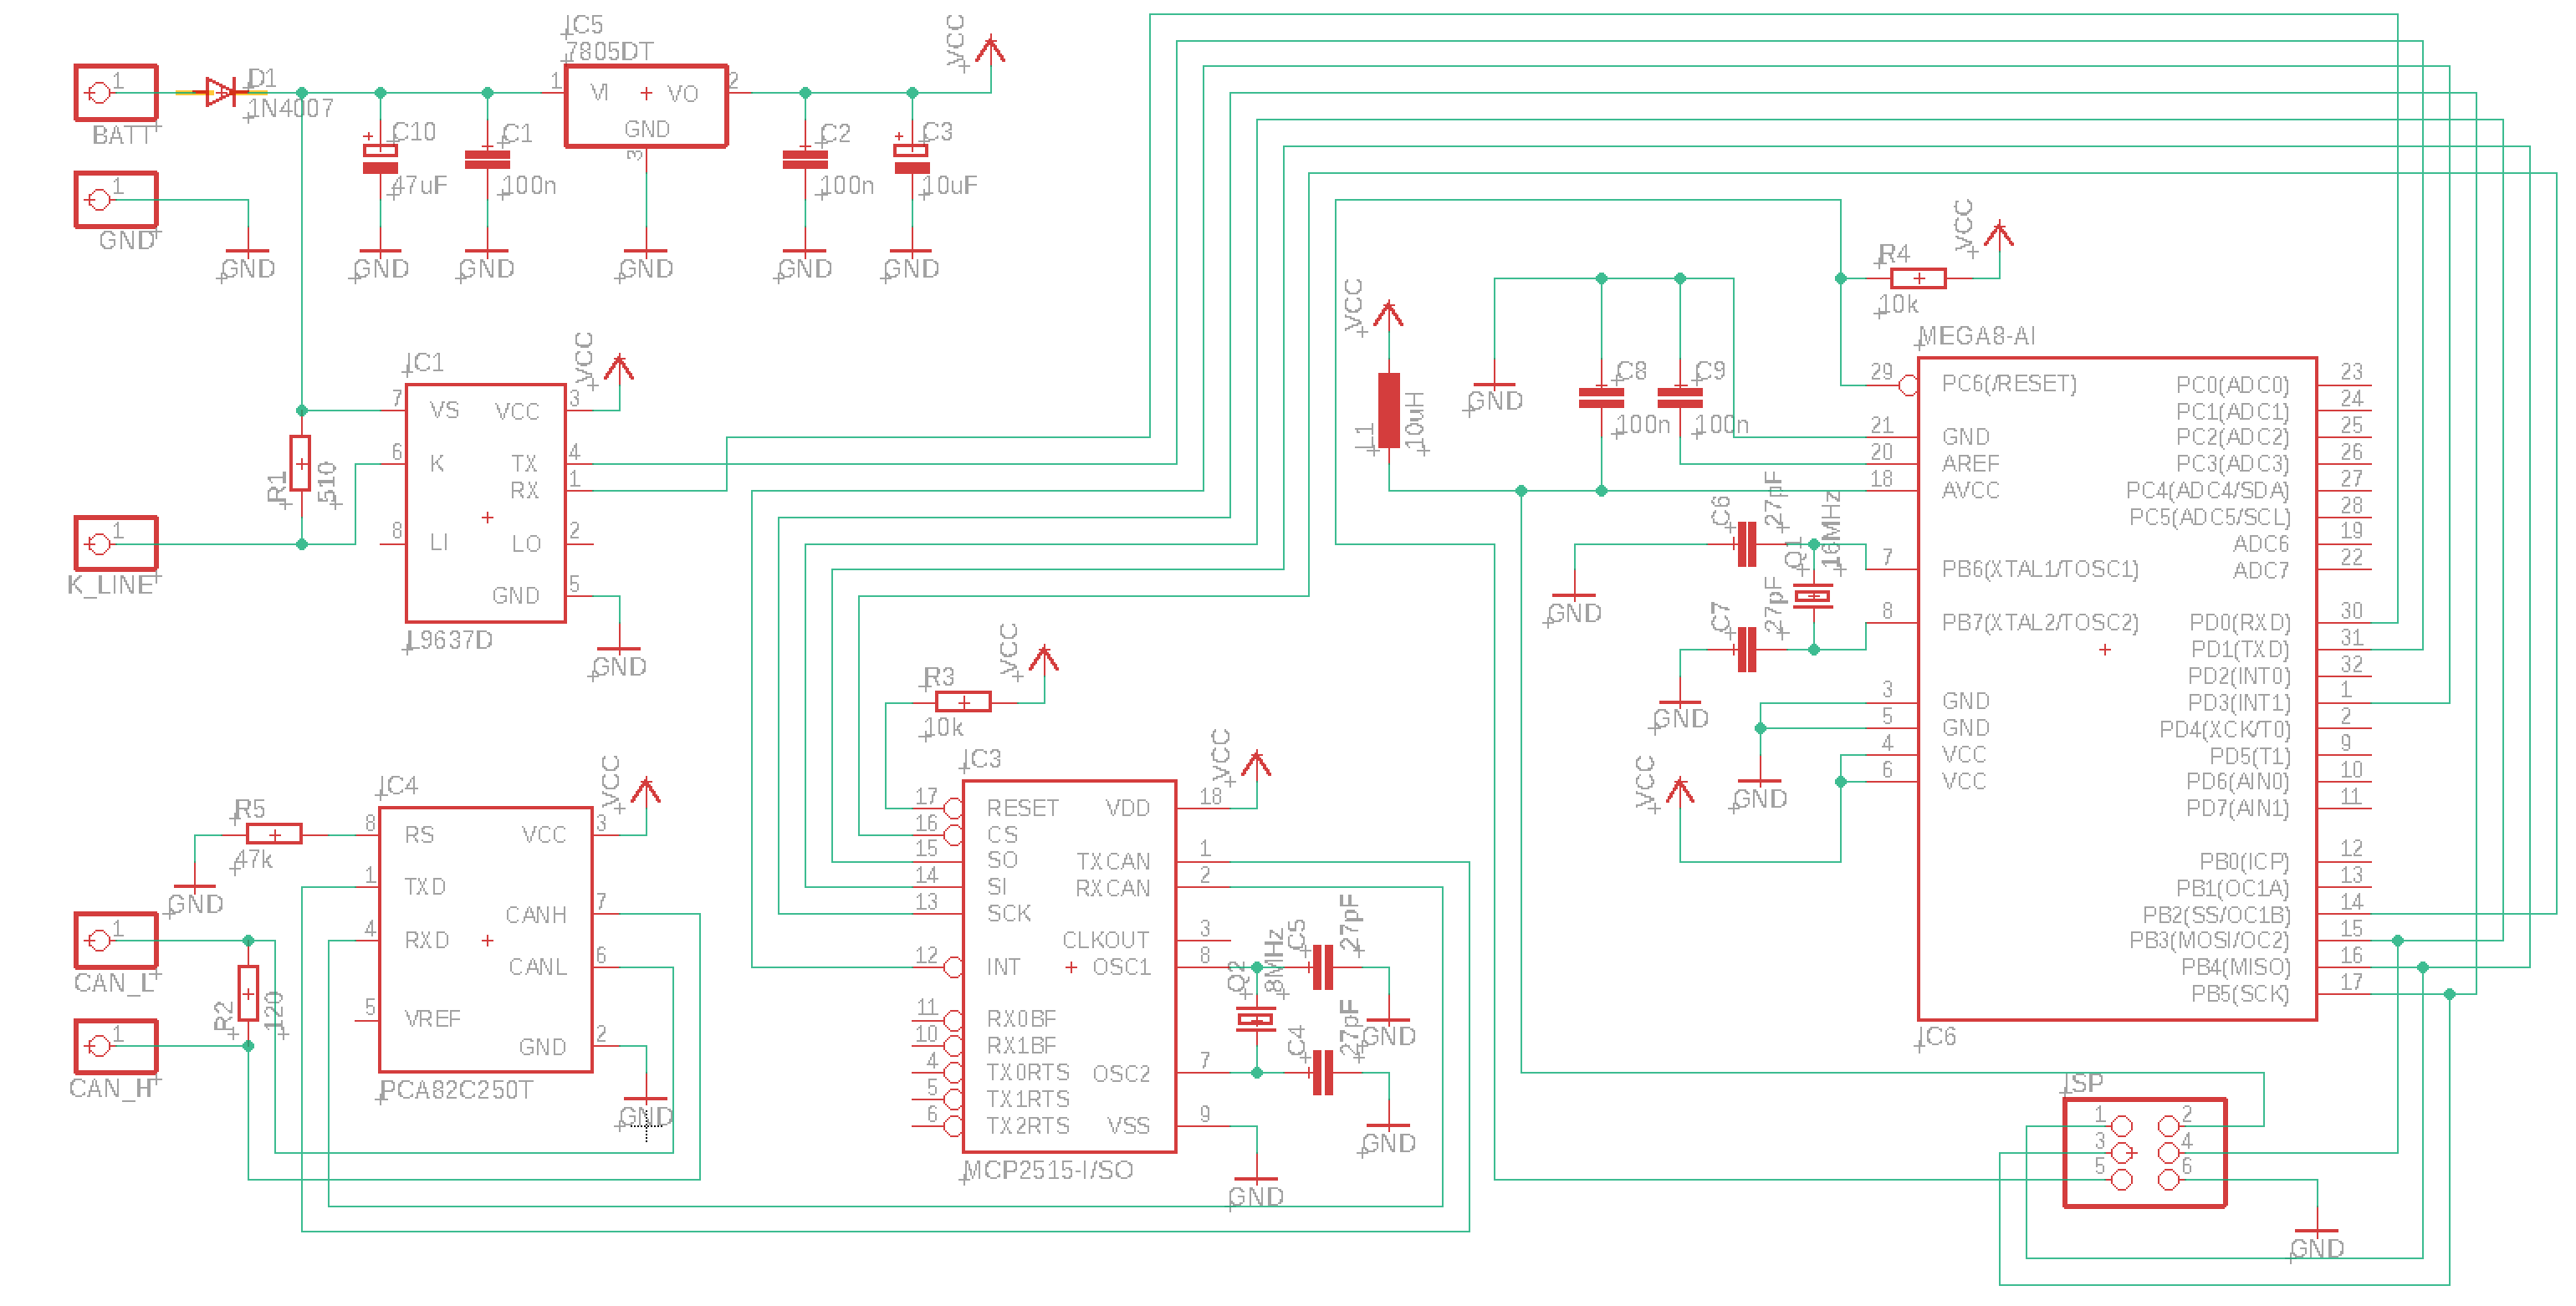 BATT
1
D1
1N4007
IC5
7805DT
1
VI
VO
2
GND
3
VCC
C10
47uF
C1
100n
C2
100n
C3
10uF
GND
1
GND
GND
GND
GND
GND
GND
IC1
VCC
7
VS
VCC
3
6
K
TX
4
RX
1
8
LI
LO
2
GND
5
L9637D
GND
R1
510
K_LINE
1
IC4
VCC
R5
47k
GND
8
RS
VCC
3
1
TXD
CANH
7
4
RXD
CANL
6
5
VREF
GND
2
PCA82C250T
GND
CAN_L
1
R2
120
CAN_H
1
R3
10k
VCC
IC3
VCC
17
RESET
VDD
18
16
CS
15
SO
TXCAN
1
14
SI
RXCAN
2
13
SCK
CLKOUT
3
12
INT
OSC1
8
11
RX0BF
10
RX1BF
4
TX0RTS
OSC2
7
5
TX1RTS
6
TX2RTS
VSS
9
MCP2515-I/SO
GND
Q2
8MHz
C5
27pF
GND
C4
27pF
GND
VCC
L1
10uH
GND
C8
100n
C9
100n
R4
10k
VCC
C6
27pF
GND
Q1
16MHz
C7
27pF
GND
VCC
GND
MEGA8-AI
29
PC6(/RESET)
PC0(ADC0)
23
PC1(ADC1)
24
21
GND
PC2(ADC2)
25
20
AREF
PC3(ADC3)
26
18
AVCC
PC4(ADC4/SDA)
27
PC5(ADC5/SCL)
28
ADC6
19
7
PB6(XTAL1/TOSC1)
ADC7
22
8
PB7(XTAL2/TOSC2)
PD0(RXD)
30
PD1(TXD)
31
PD2(INT0)
32
3
GND
PD3(INT1)
1
5
GND
PD4(XCK/T0)
2
4
VCC
PD5(T1)
9
6
VCC
PD6(AIN0)
10
PD7(AIN1)
11
PB0(ICP)
12
PB1(OC1A)
13
PB2(SS/OC1B)
14
PB3(MOSI/OC2)
15
PB4(MISO)
16
PB5(SCK)
17
IC6
ISP
1
2
3
4
5
6
GND